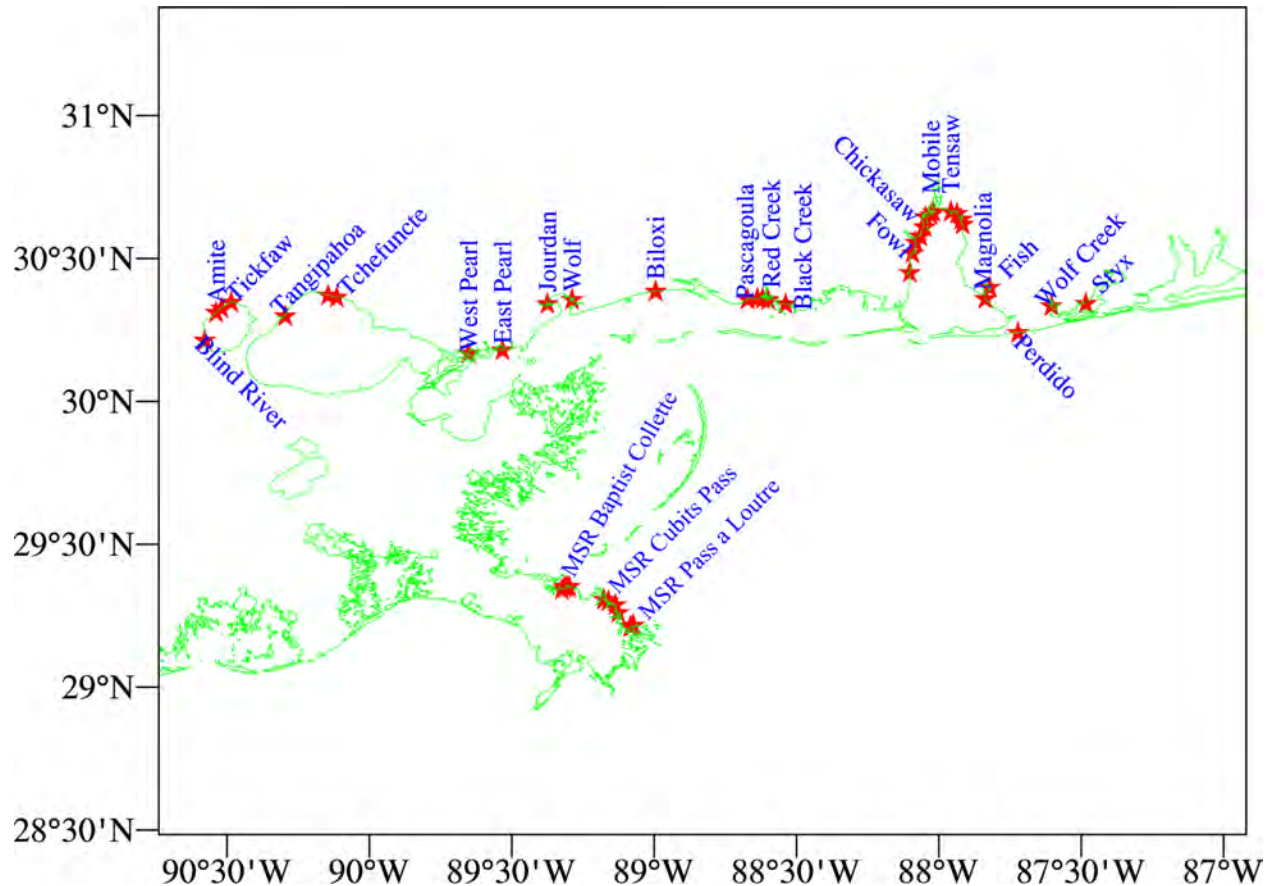 31°N
30°30'N
30°N
29°30'N
29°N
28°30'N
Amite
Tickfaw
Blind River
Tangipahoa
Tchefuncte
West Pearl
East Pearl
Jourdan
Wolf
Biloxi
Pascagoula
Red Creek
Black Creek
Chickasaw
Fowl
Mobile
Tensaw
Magnolia
Fish
Perdido
Wolf Creek
Styx
MSR Baptist Collette
MSR Cubits Pass
MSR Pass a Loutre
90°30'W
90°W
89°30'W
89°W
88°30'W
88°W
87°30'W
87°W